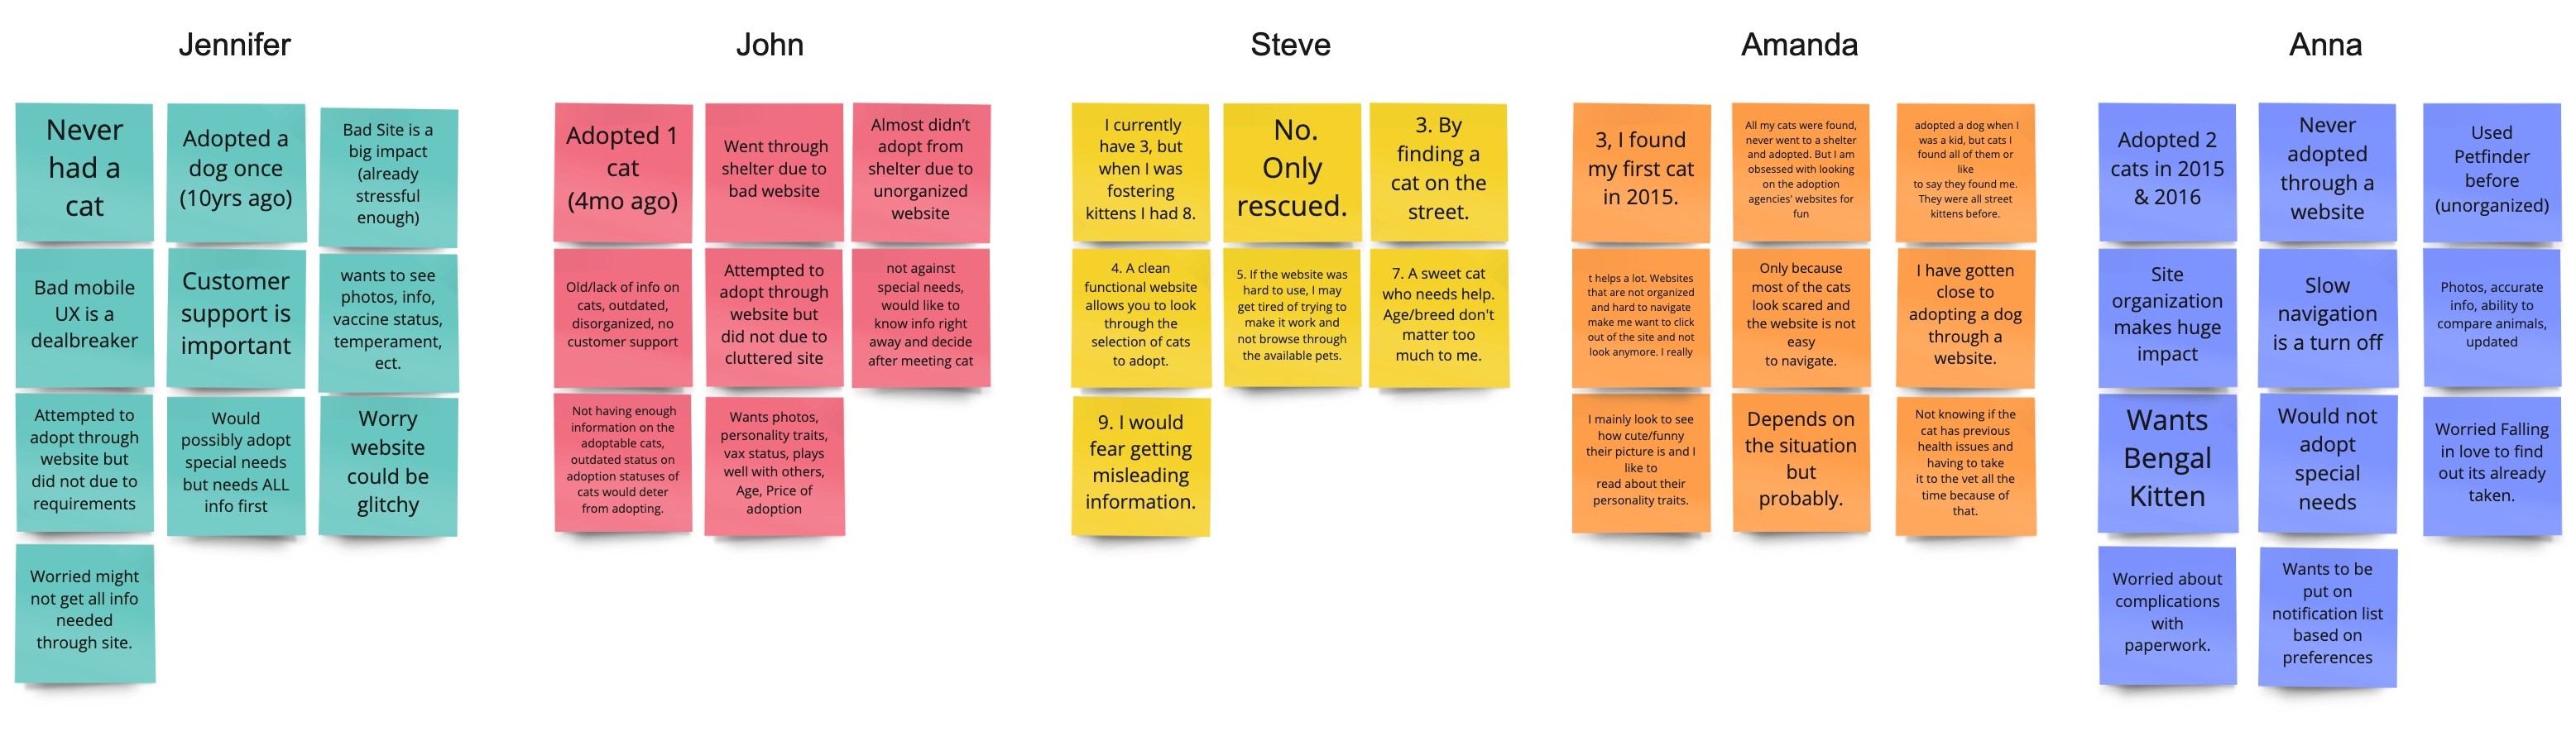 Jennifer
Never
had a
cat
Adopted a
dog once
(10yrs ago)
Bad Site is a
big impact
(already
stressful
enough)
Bad mobile
UX is a
dealbreaker
Customer
support is
important
wants to see
photos, info,
vaccine status,
temperament,
ect.
Attempted to
adopt through
website but
did not due to
requirements
Would
possibly adopt
special needs
but needs ALL
info first
Worry
website
could be
glitchy
Worried might
not get all info
needed
through site.
John
Adopted 1
cat
(4mo ago)
Went through
shelter due to
bad website
Almost didn't
adopt from
shelter due to
unorganized
website
Old/lack of info on
cats, outdated,
disorganized, no
customer support
Attempted to
adopt through
website but
did not due to
cluttered site
not against
special needs,
would like to
know info right
away and decide
after meeting cat
Not having enough
information on the
adoptable cats,
outdated status on
adoption statuses of
cats would deter
from adopting.
Wants photos,
personality traits,
vax status, plays
well with others,
Age, Price of
adoption
Steve
I currently
have 3, but
when I was
fostering
kittens I had 8.
No.
Only
rescued.
3. By
finding a
cat on the
street.
4. A clean
functional website
allows you to look
through the
selection of cats
to adopt.
5. If the website was
hard to use, I may
get tired of trying to
make it work and
not browse through
the available pets.
7. A sweet cat
who needs help.
Age/breed don't
matter too
much to me.
9. I would
fear getting
misleading
information.
Amanda
3, I found
my first cat
in 2015.
All my cats were found,
never went to a shelter
and adopted. But I am
obsessed with looking
on the adoption
agencies' websites for
fun
adopted a dog when I
was a kid, but cats I
found all of them or
like
to say they found me.
They were all street
kittens before.
t helps a lot. Websites
that are not organized
and hard to navigate
make me want to click
out of the site and not
look anymore. I really
Only because
most of the cats
look scared and
the website is not
easy
to navigate.
I have gotten
close to
adopting a dog
through a
website.
I mainly look to see
how cute/funny
their picture is and I
like to
read about their
personality traits.
Depends on
the situation
but
probably.
Not knowing if the
cat has previous
health issues and
having to take
it to the vet all the
time because of
that.
Anna
Adopted 2
cats in 2015
& 2016
Never
adopted
through a
website
Used
Petfinder
before
(unorganized)
Site
organization
makes huge
impact
Slow
navigation
is a turn off
Photos, accurate
info, ability to
compare animals,
updated
Wants
Bengal
Kitten
Would not
adopt
special
needs
Worried Falling
in love to find
out its already
taken.
Worried about
complications
with
paperwork.
Wants to be
put on
notification list
based on
preferences